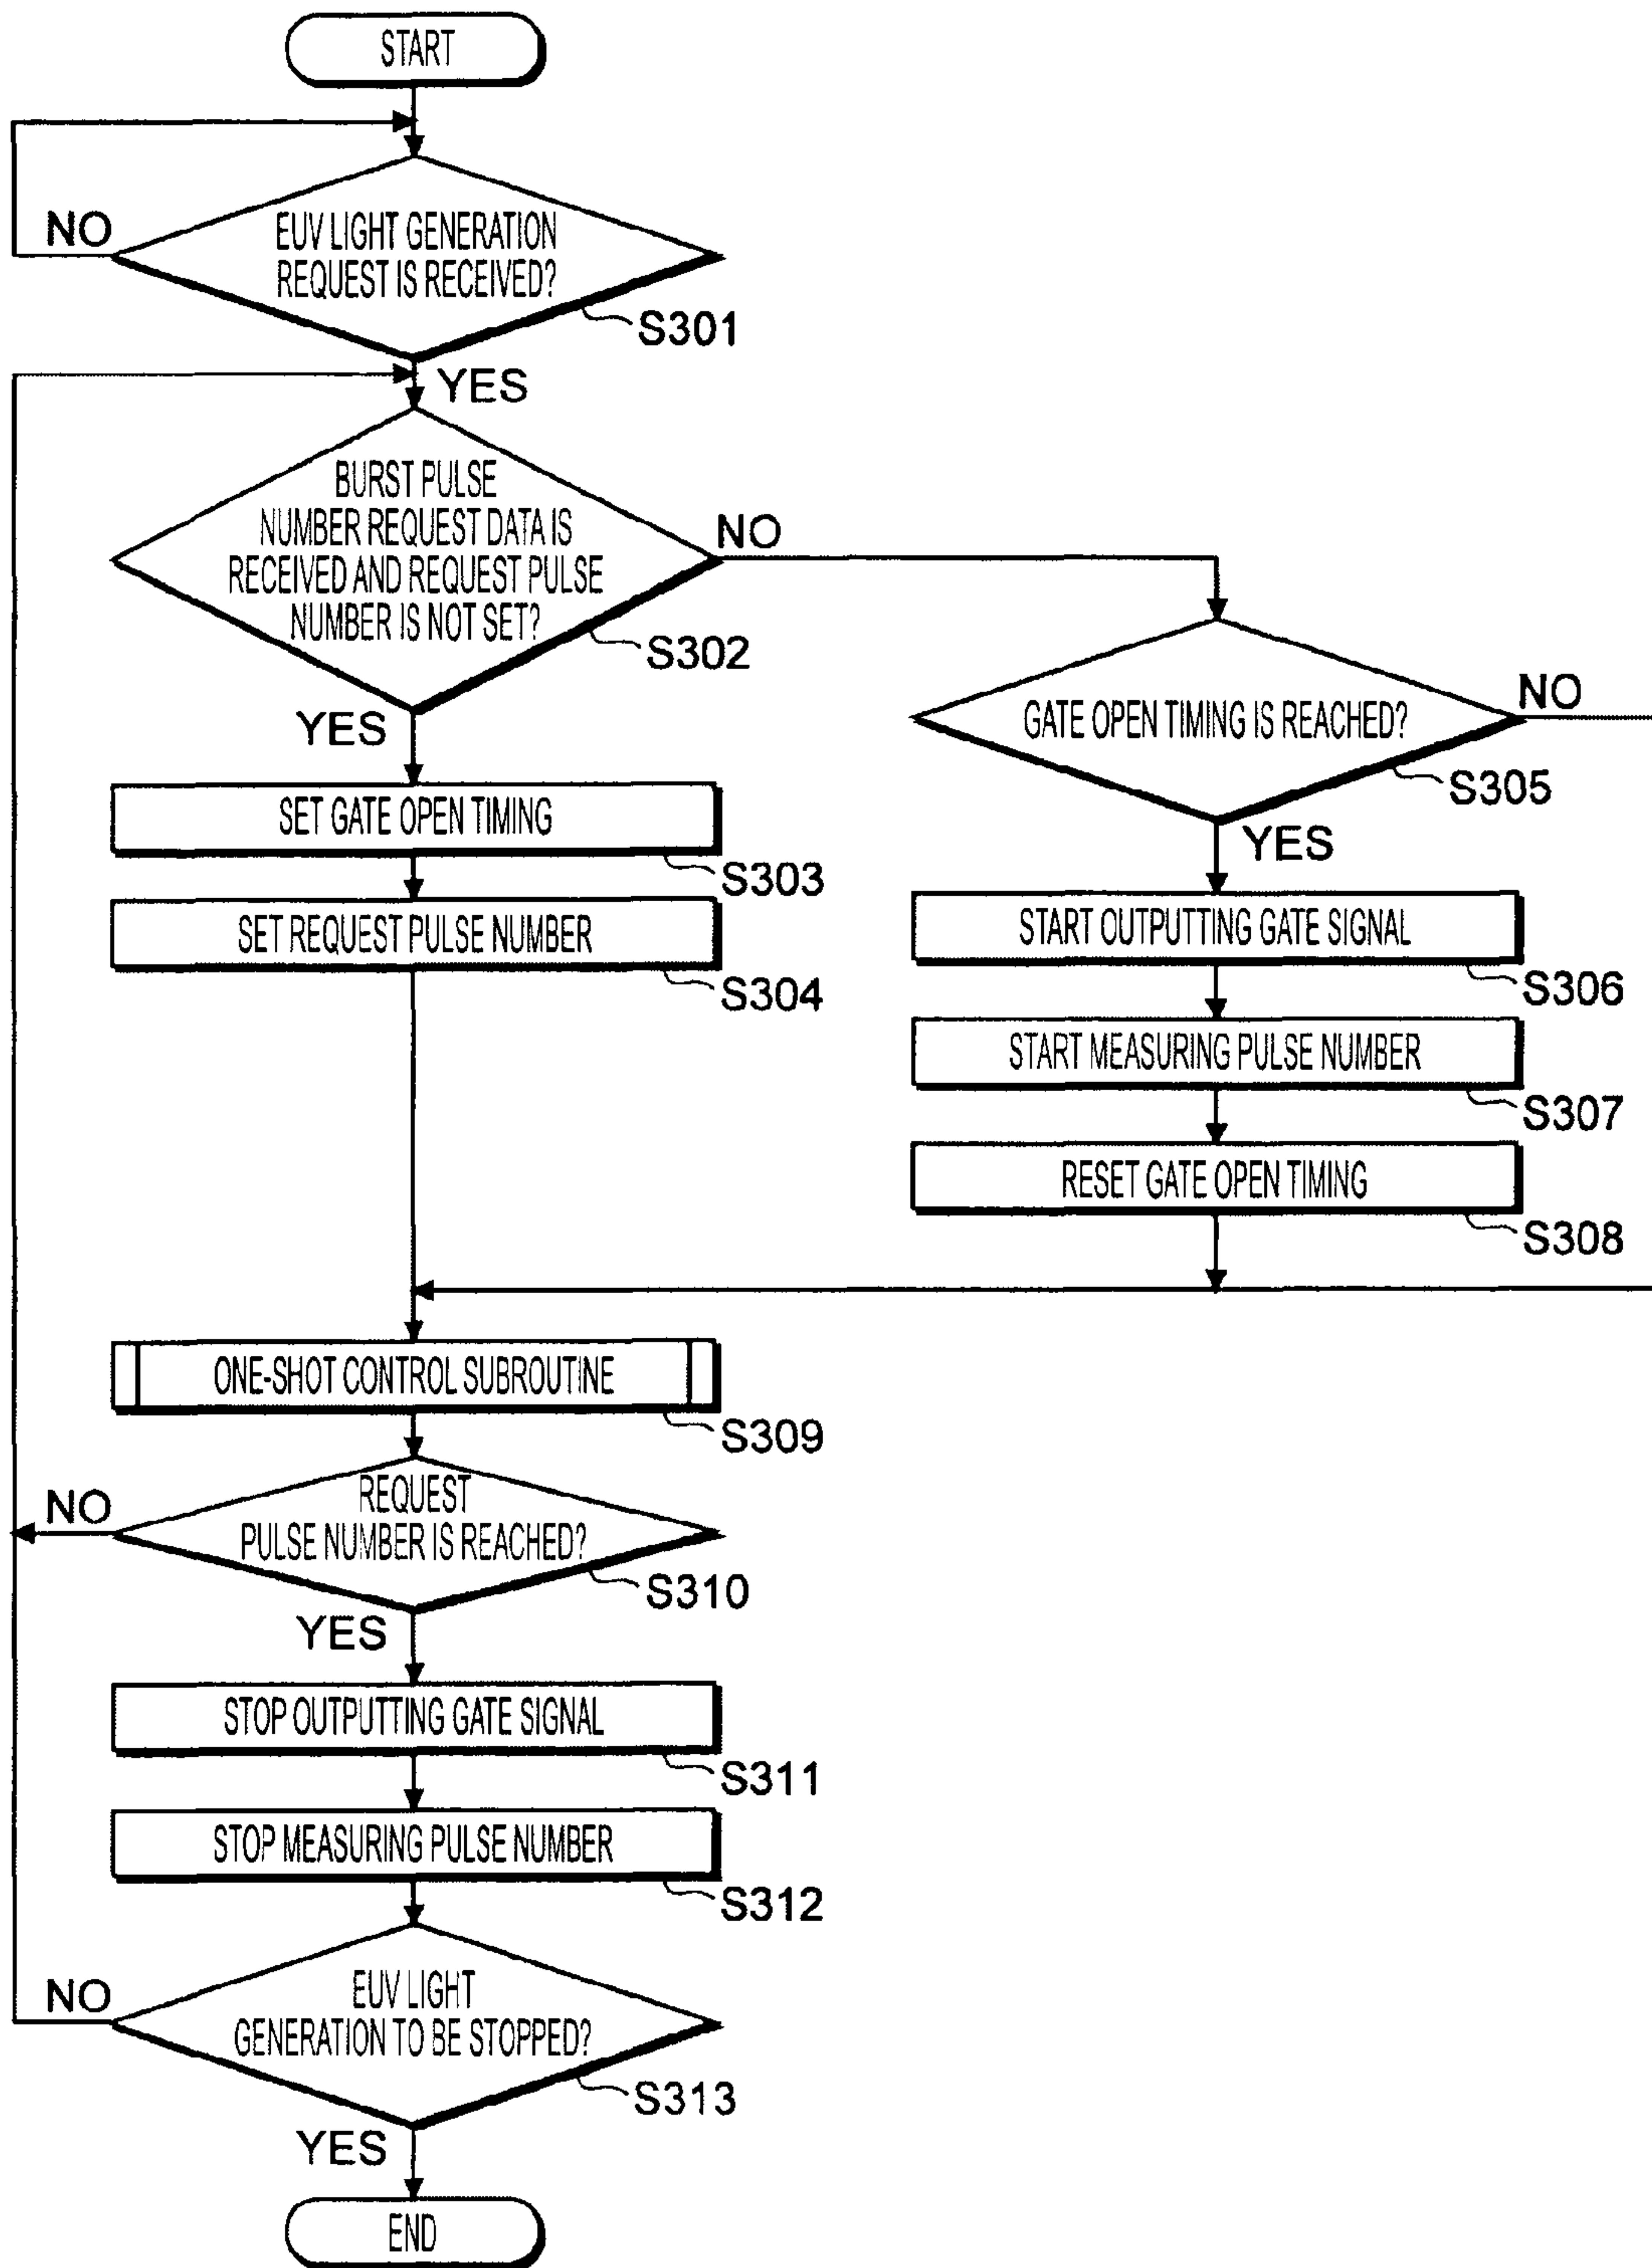 START
NO
EUV LIGHT GENERATION
REQUEST IS RECEIVED?
S301
YES
BURST PULSE
NUMBER REQUEST DATA IS
RECEIVED AND REQUEST PULSE
NUMBER IS NOT SET?
NO
S302
YES
GATE OPEN TIMING IS REACHED?
NO
S305
YES
SET GATE OPEN TIMING
S303
SET REQUEST PULSE NUMBER
S304
START OUTPUTTING GATE SIGNAL
S306
START MEASURING PULSE NUMBER
S307
RESET GATE OPEN TIMING
S308
ONE-SHOT CONTROL SUBROUTINE
S309
NO
REQUEST
PULSE NUMBER IS REACHED?
S310
YES
STOP OUTPUTTING GATE SIGNAL
S311
STOP MEASURING PULSE NUMBER
S312
NO
EUV LIGHT
GENERATION TO BE STOPPED?
S313
YES
END